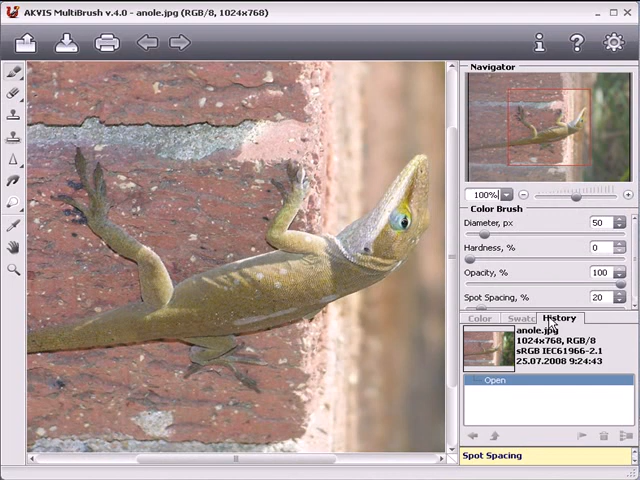 AKVIS MultiBrush v.4.0 - anole.jpg (RGB/8, 1024x768)
Navigator
100%
Color Brush
Diameter, px 50
Hardness, % 0
Opacity, % 100
Spot Spacing, % 20
Color Swatc History
anole.jpg
1024x768, RGB/8
sRGB IEC61966-2.1
25.07.2008 9:24:43
Open
Spot Spacing